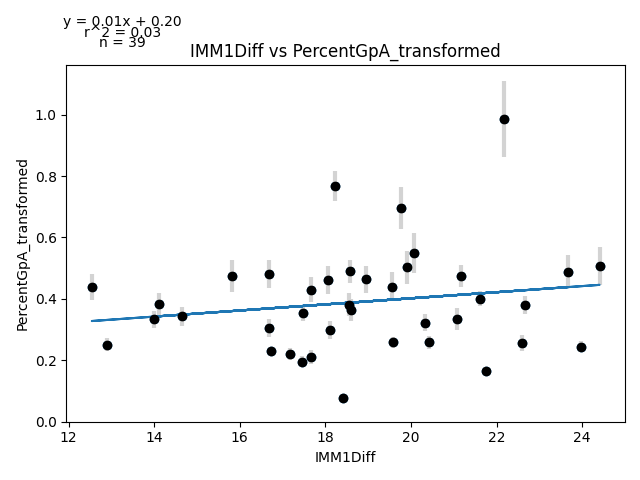 y = 0.01x + 0.20
r^2 = 0.03
n = 39
IMM1Diff vs PercentGpA_transformed
PercentGpA_transformed
1.0
0.8
0.6
0.4
0.2
0.0
12 14 16 18 20 22 24
IMM1Diff